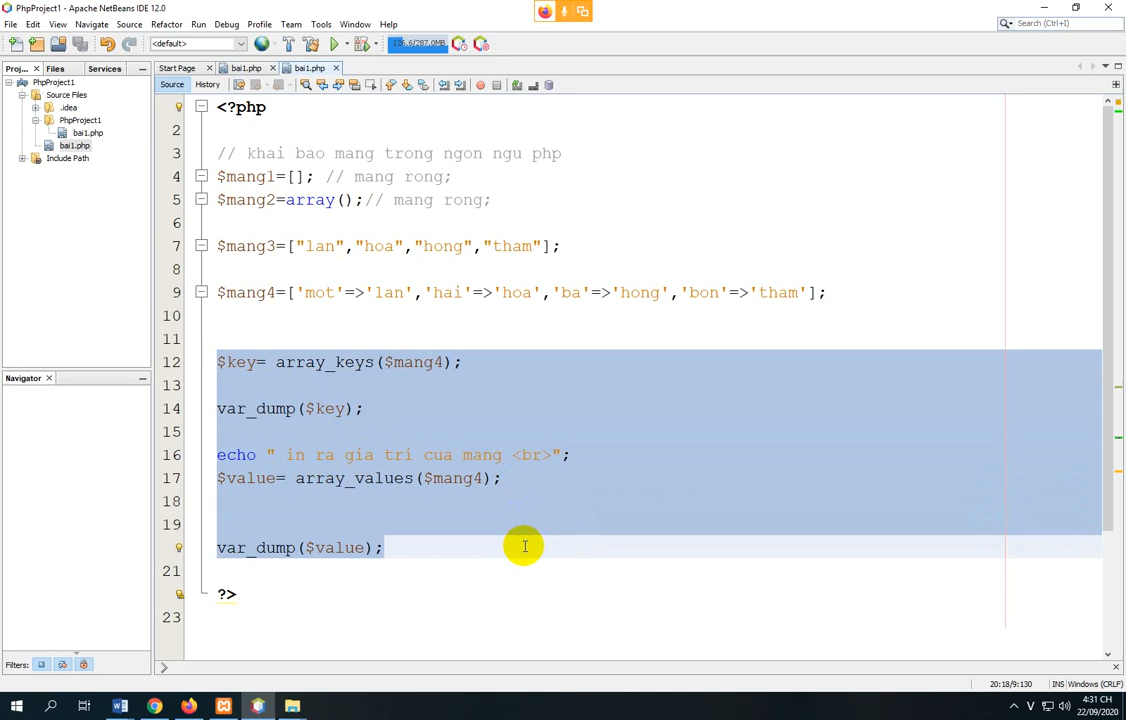 PhpProject1 - Apache NetBeans IDE 12.0
File Edit View Navigate Source Refactor Run Debug Profile Team Tools Window Help
Search (Ctrl+I)
<default>
126.6/287.0MB
Proj... Files Services
Start Page bai1.php bai1.php
Source History
PhpProject1
Source Files
.idea
PhpProject1
bai1.php
bai1.php
Include Path
Navigator
Filters:
<?php
2
3 // khai bao mang trong ngon ngu php
4 $mang1=[]; // mang rong;
5 $mang2=array();// mang rong;
6
7 $mang3=["lan","hoa","hong","tham"];
8
9 $mang4=['mot'=>'lan','hai'=>'hoa','ba'=>'hong','bon'=>'tham'];
10
11
12 $key= array_keys($mang4);
13
14 var_dump($key);
15
16 echo " in ra gia tri cua mang <br>";
17 $value= array_values($mang4);
18
19
var_dump($value);
21
?>
23
20:18/9:130 INS Windows (CRLF)
V 4:31 CH
22/09/2020